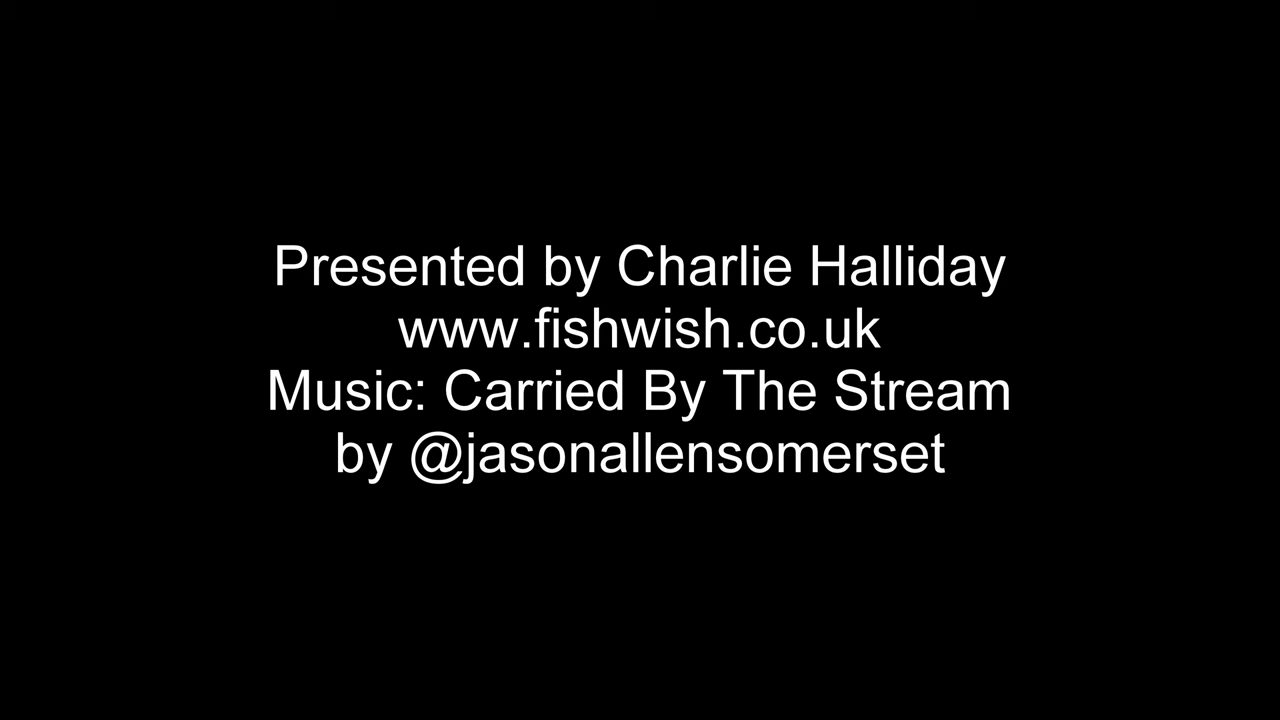 Presented by Charlie Halliday
www.fishwish.co.uk
Music: Carried By The Stream
by @jasonallensomerset